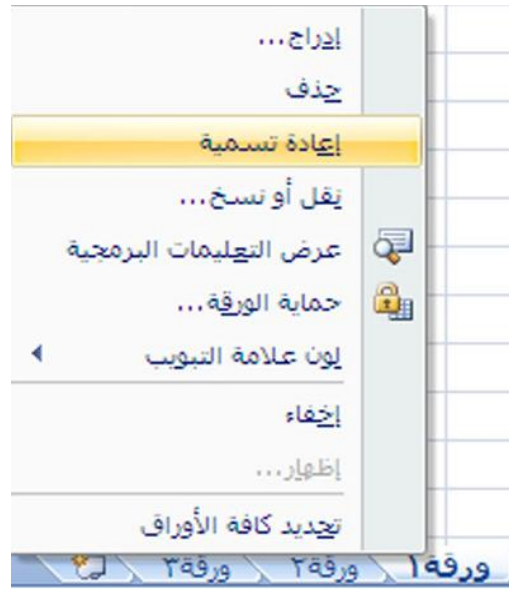 إدراج...
حذف
إعادة تسمية
نقل أو نسخ...
عرض التعليمات البرمجية
حماية الورقة...
لون علامة التبويب
إخفاء
إظهار...
تحديد كافة الأوراق
ورقة١ ورقة٢ ورقة٣